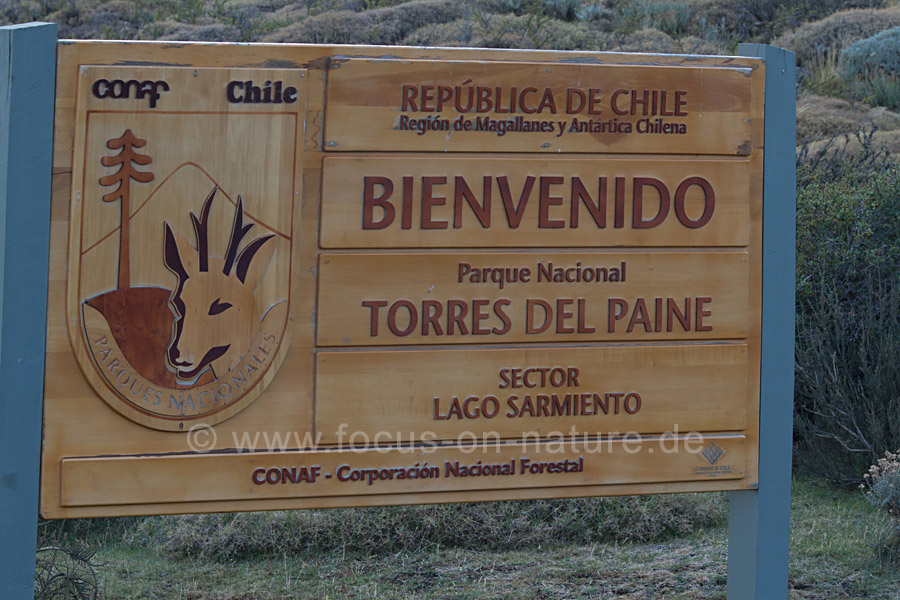 conaf Chile
PARQUES NACIONALES
REPÚBLICA DE CHILE
Región de Magallanes y Antártica Chilena
BIENVENIDO
Parque Nacional
TORRES DEL PAINE
SECTOR
LAGO SARMIENTO
© www.focus-on-nature.de
CONAF - Corporación Nacional Forestal